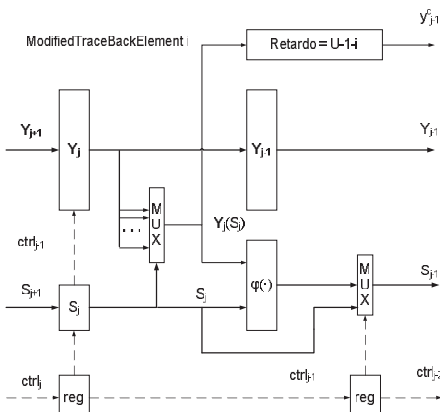 y^c_j-1
ModifiedTraceBackElement i
Retardo = U-1-i
Y_j+1
Y_j
Y_j-1
Y_j-1
M
U
X
...
Y_j(S_j)
ctrl_j-1
S_j+1
S_j
S_j
φ(·)
M
U
X
S_j-1
ctrl_j
reg
ctrl_j-1
reg
ctrl_j-2